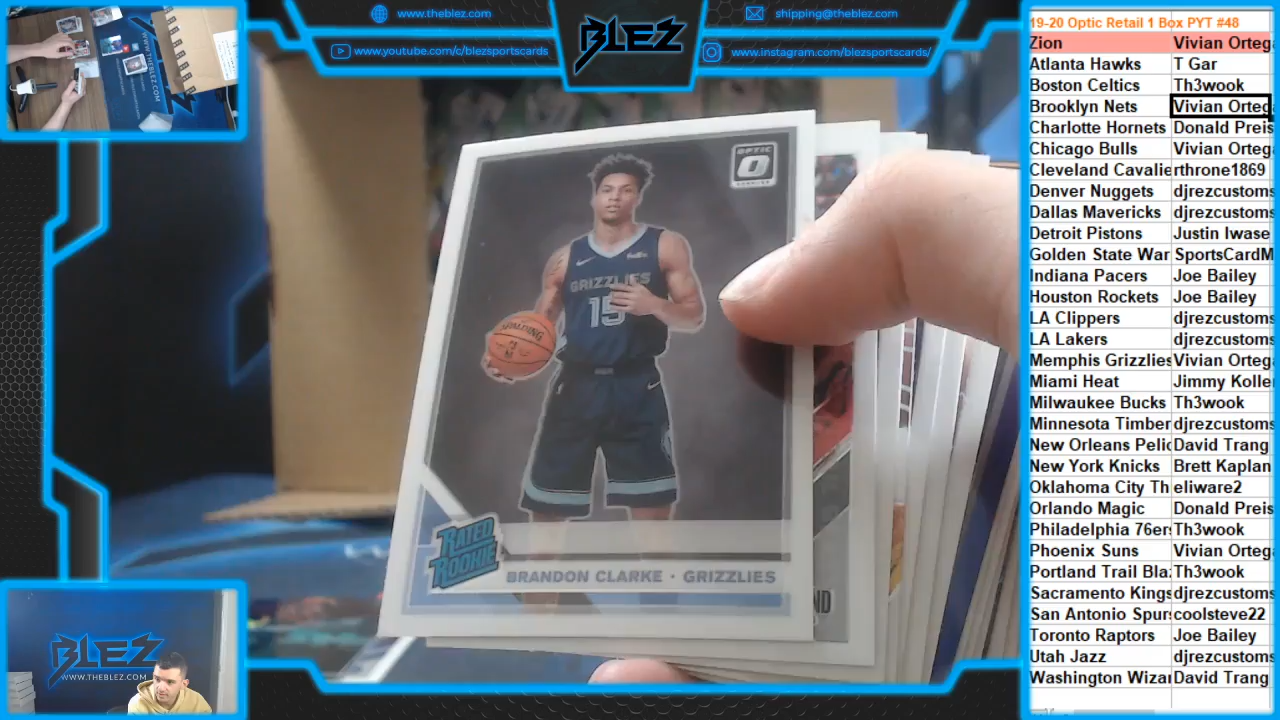 www.theblez.com
www.youtube.com/c/blezsportscards
BLEZ
shipping@theblez.com
www.instagram.com/blezsportscards/
19-20 Optic Retail 1 Box PYT #48
Zion Vivian Orteg
Atlanta Hawks T Gar
Boston Celtics Th3wook
Brooklyn Nets Vivian Orteg
Charlotte Hornets Donald Preis
Chicago Bulls Vivian Orteg
Cleveland Cavalie rthrone1869
Denver Nuggets djrezcustoms
Dallas Mavericks djrezcustoms
Detroit Pistons Justin Iwase
Golden State War SportsCardM
Indiana Pacers Joe Bailey
Houston Rockets Joe Bailey
LA Clippers djrezcustoms
LA Lakers djrezcustoms
Memphis Grizzlies Vivian Orteg
Miami Heat Jimmy Kolle
Milwaukee Bucks Th3wook
Minnesota Timber djrezcustoms
New Orleans Pelic David Trang
New York Knicks Brett Kaplan
Oklahoma City Th eliware2
Orlando Magic Donald Preis
Philadelphia 76ers Th3wook
Phoenix Suns Vivian Orteg
Portland Trail Bla Th3wook
Sacramento Kings djrezcustoms
San Antonio Spurs coolsteve22
Toronto Raptors Joe Bailey
Utah Jazz djrezcustoms
Washington Wiza David Trang
OPTIC
GRIZZLIES
15
SPALDING
RATED
ROOKIE
BRANDON CLARKE · GRIZZLIES
ND
BLEZ
WWW.THEBLEZ.COM